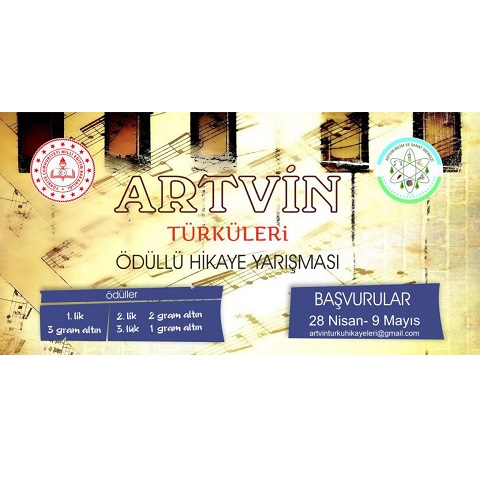 ARTVİN
TÜRKÜLERİ
ÖDÜLLÜ HİKAYE YARIŞMASI
ödüller
1. lik 2. lik 2 gram altın
3 gram altın 3. lük 1 gram altın
BAŞVURULAR
28 Nisan- 9 Mayıs
artvinturkuhikayeleri@gmail.com